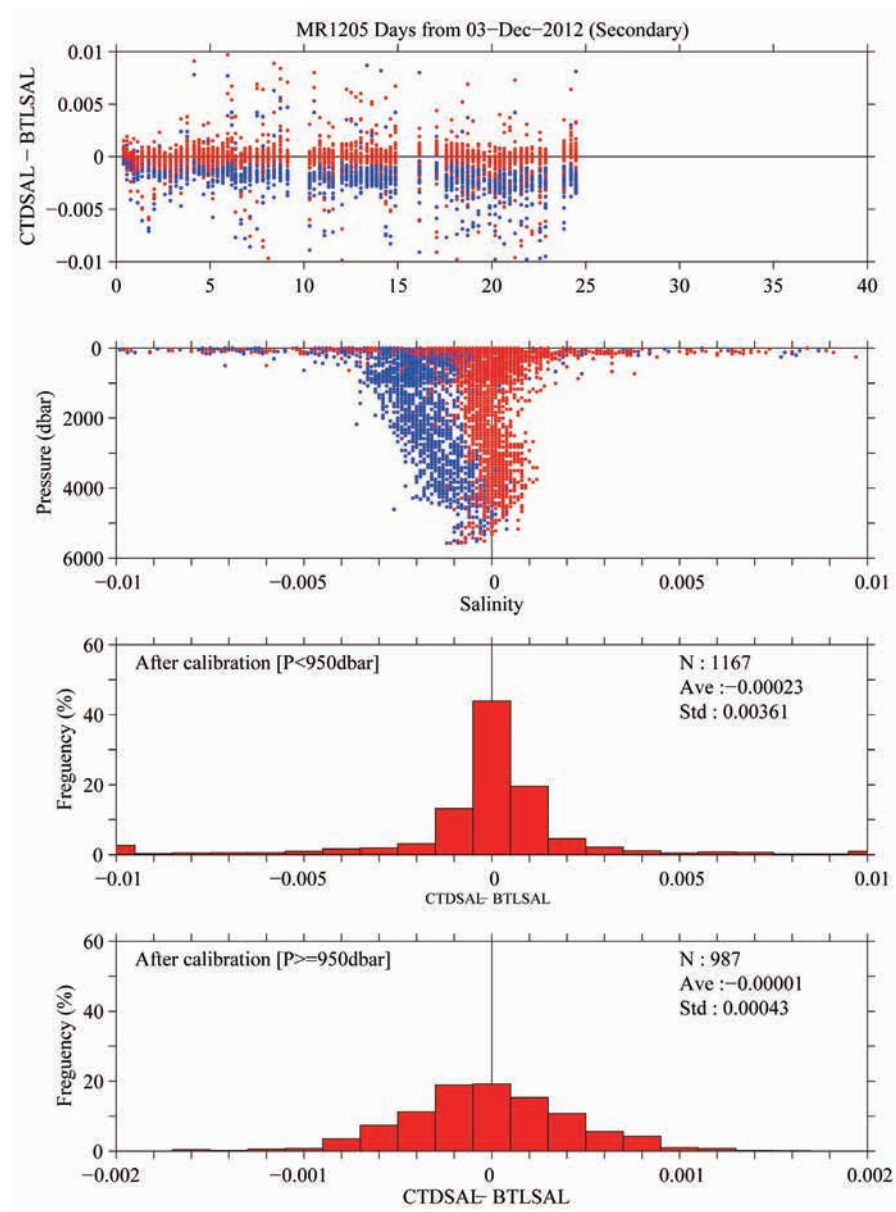 MR1205 Days from 03−Dec−2012 (Secondary)
CTDSAL − BTLSAL
0.01
0.005
0
−0.005
−0.01
0 5 10 15 20 25 30 35 40
Pressure (dbar)
0
2000
4000
6000
−0.01 −0.005 0 0.005 0.01
Salinity
Freguency (%)
60
40
20
0
After calibration [P<950dbar]
N : 1167
Ave :−0.00023
Std : 0.00361
−0.01 −0.005 0 0.005 0.01
CTDSAL− BTLSAL
Freguency (%)
60
40
20
0
After calibration [P>=950dbar]
N : 987
Ave :−0.00001
Std : 0.00043
−0.002 −0.001 0 0.001 0.002
CTDSAL− BTLSAL